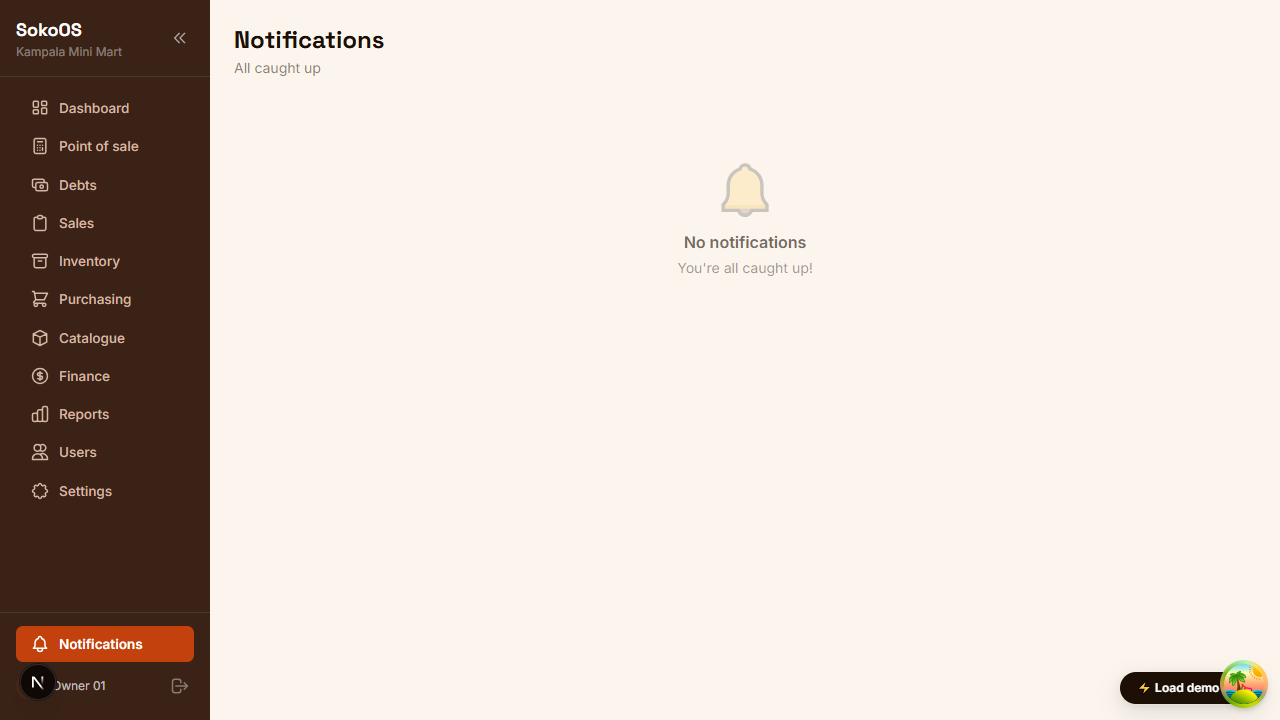 SokoOS
Kampala Mini Mart
Dashboard
Point of sale
Debts
Sales
Inventory
Purchasing
Catalogue
Finance
Reports
Users
Settings
Notifications
N
Owner 01
Notifications
All caught up
No notifications
You're all caught up!
Load demo